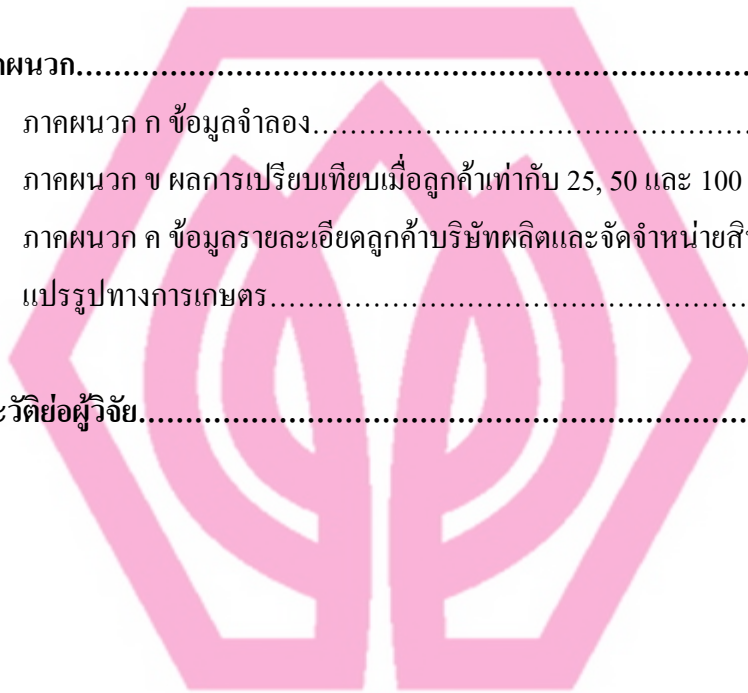 ผนวก................................................................................
ภาคผนวก ก ข้อมูลจำลอง................................................
ภาคผนวก ข ผลการเปรียบเทียบเมื่อลูกค้าเท่ากับ 25, 50 และ 100
ภาคผนวก ค ข้อมูลรายละเอียดลูกค้าบริษัทผลิตและจัดจำหน่าย
แปรรูปทางการเกษตร....................................................
วัติย่อผู้วิจัย........................................................................